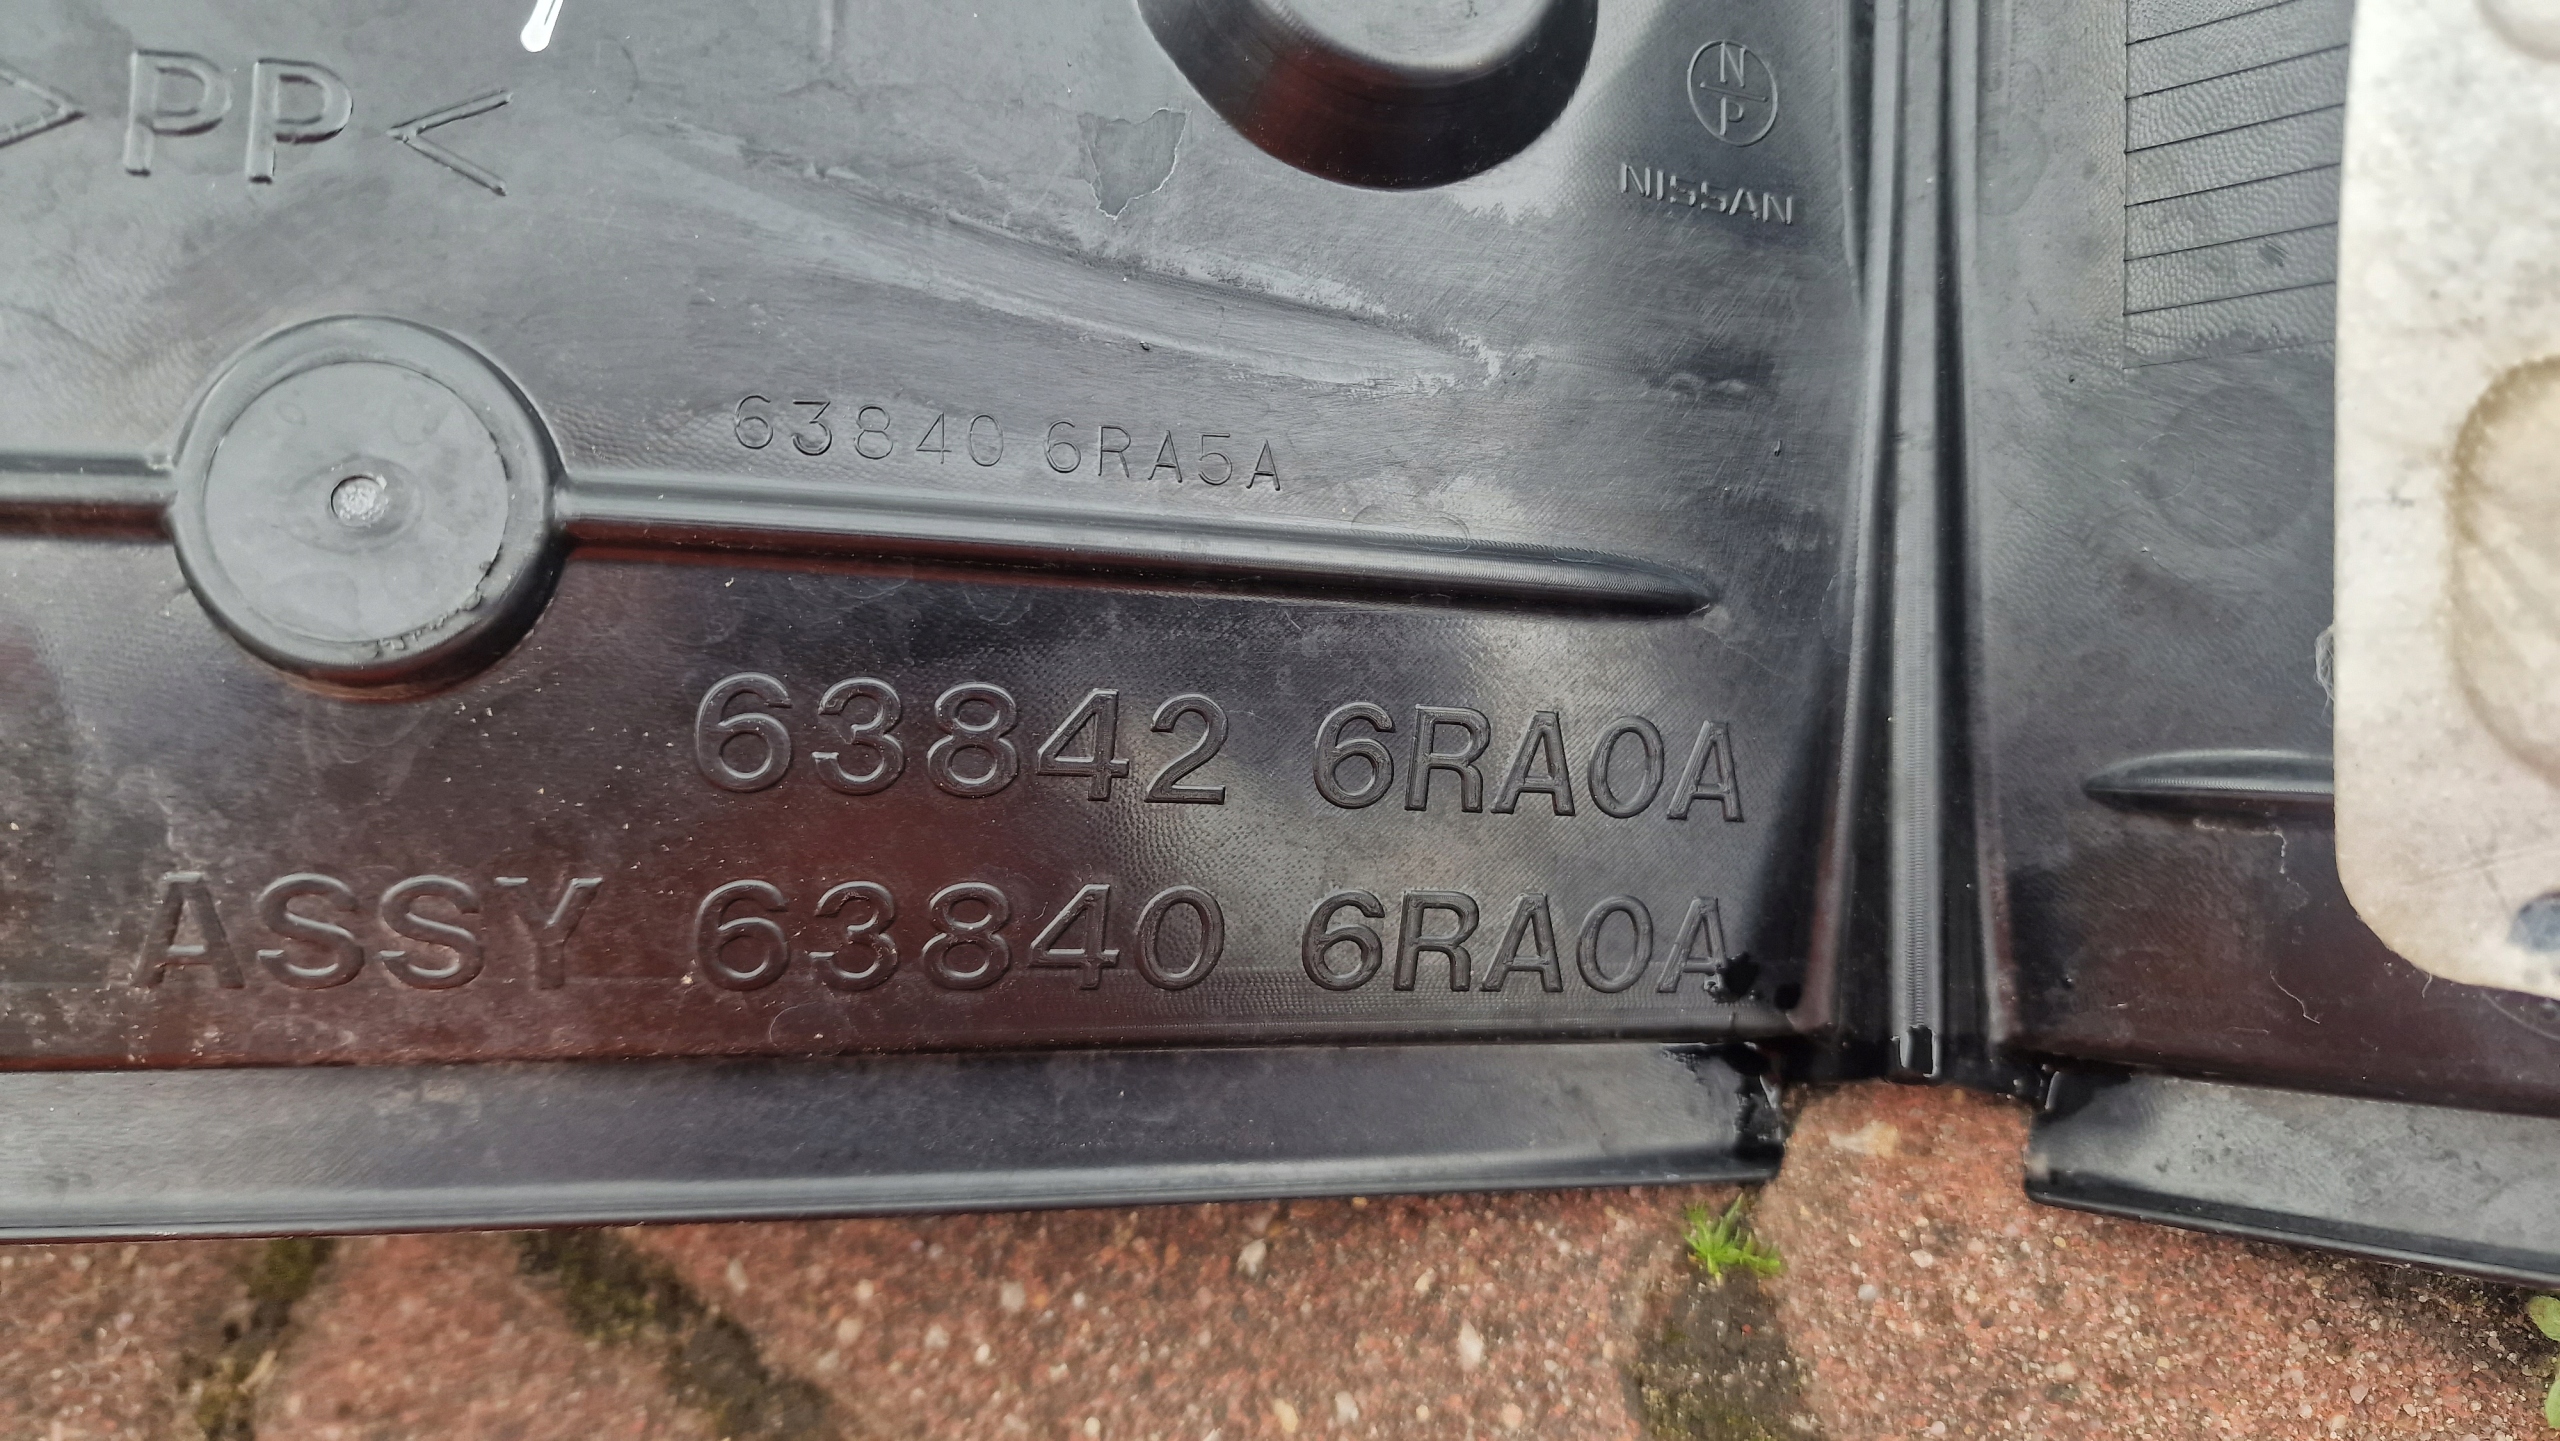 >PP<
N
P
NISSAN
63840 6RA5A
63842 6RA0A
ASSY 63840 6RA0A